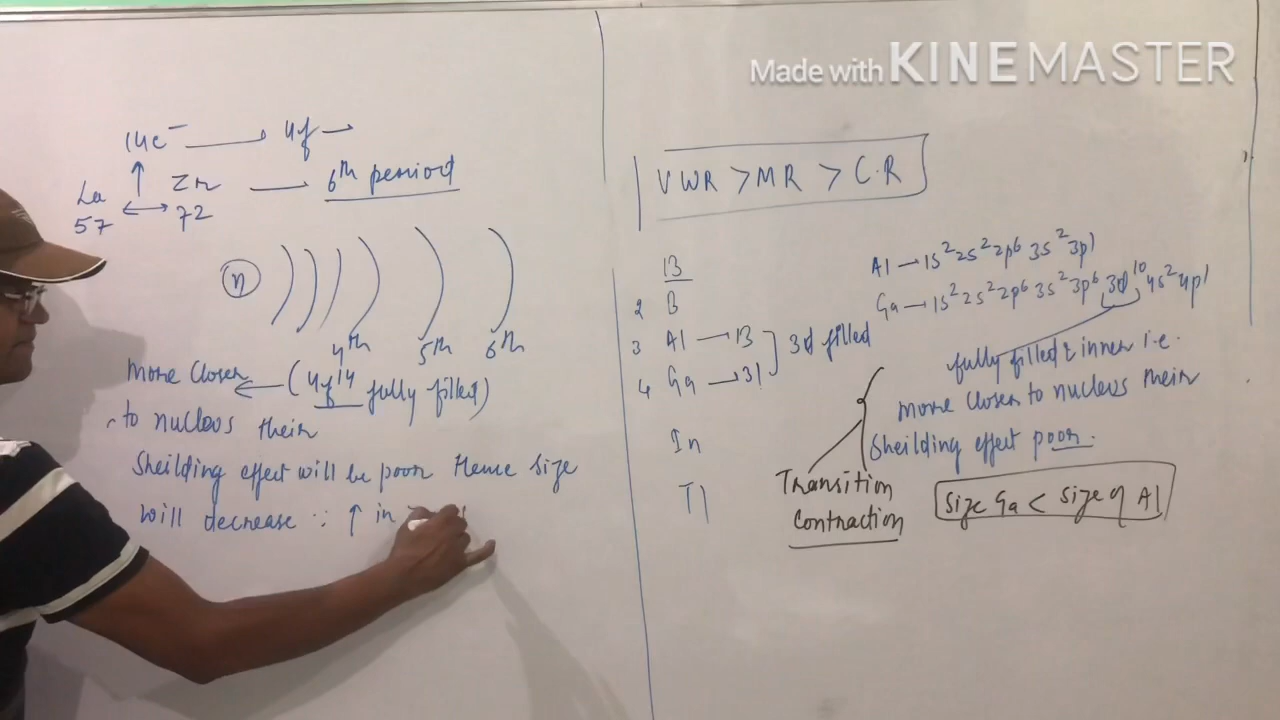 Made with KINEMASTER
14e⁻ → 4f →
↑
La Zr — 6th period
57 ↔ 72
n
4th 5th 6th
more closer ← (4f¹⁴ fully filled)
to nucleus their
Sheilding effect will be poor Hence size
will decrease ∵ ↑ in
VWR > MR > C.R
13
2 B
3 Al → 13
4 Ga → 31
3d filled
In
Tl
Al → 1s² 2s² 2p⁶ 3s² 3p¹
Ga → 1s² 2s² 2p⁶ 3s² 3p⁶ 3d¹⁰ 4s² 4p¹
fully filled & inner i.e.
more closer to nucleus their
Sheilding effect poor.
Transition
Contraction
Size Ga < Size of Al